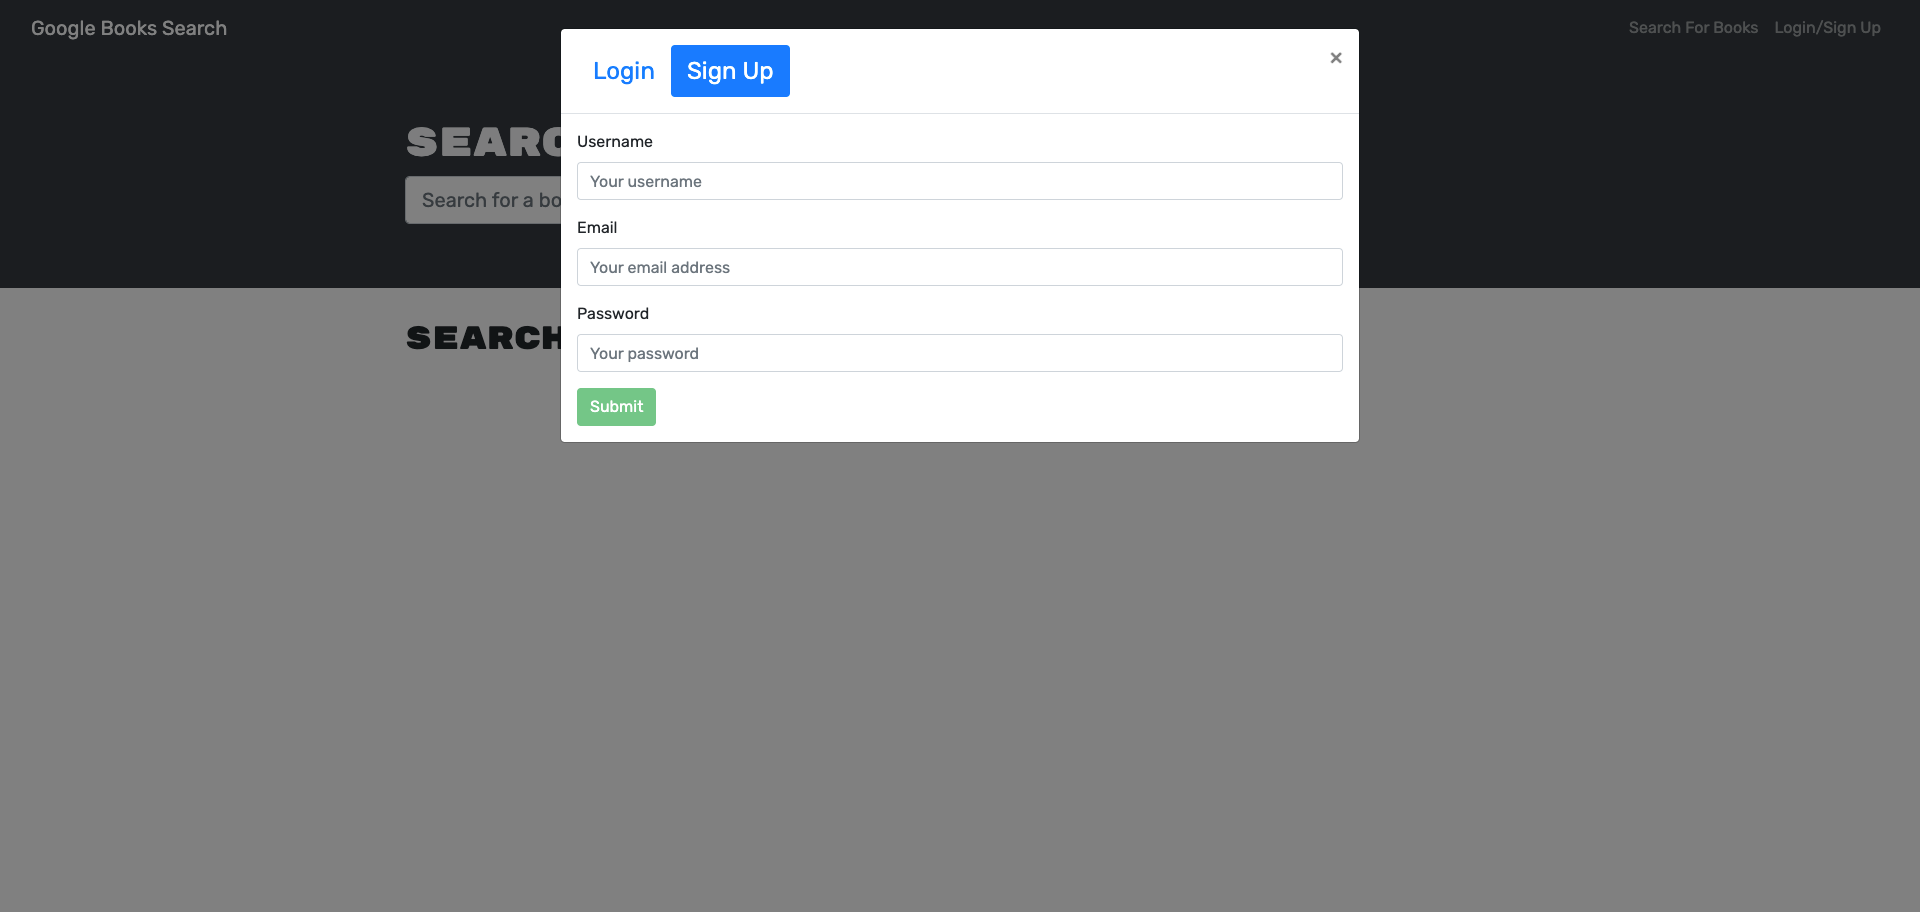 Google Books Search
Search For Books Login/Sign Up
Login Sign Up ×
SEARC
Search for a bo
SEARCH
Username
Your username
Email
Your email address
Password
Your password
Submit